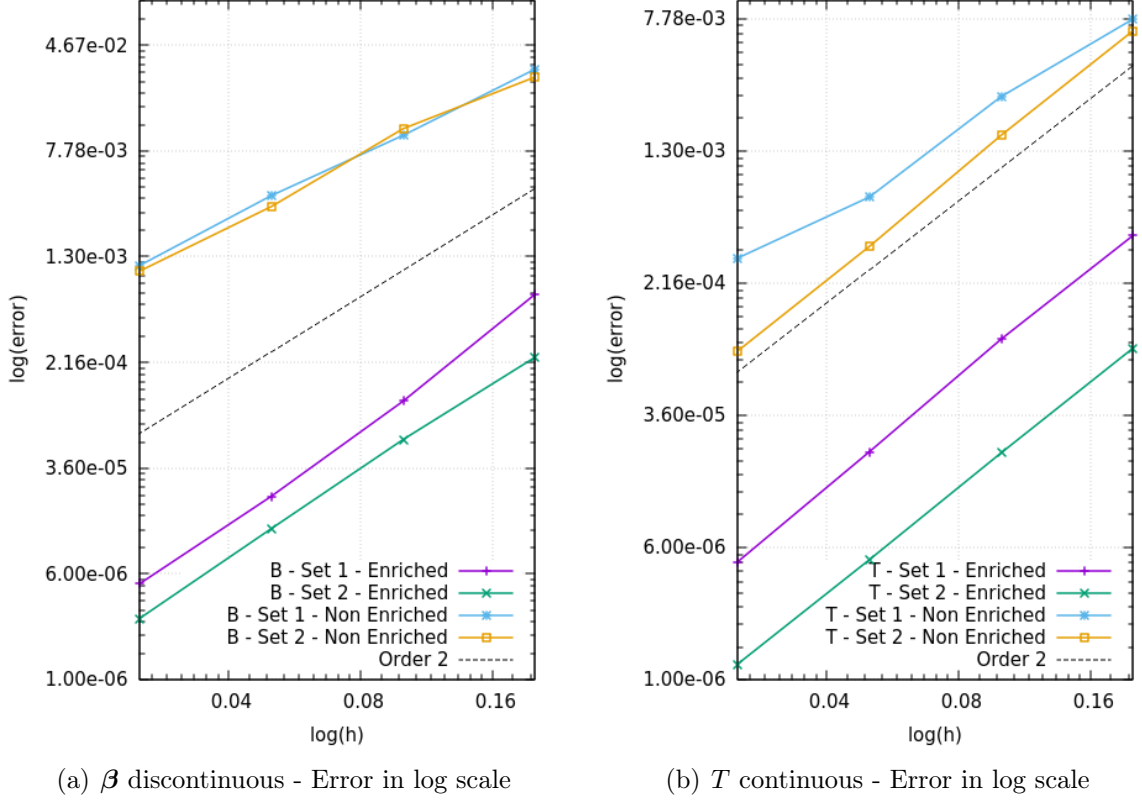 4.67e-02
7.78e-03
1.30e-03
2.16e-04
3.60e-05
6.00e-06
1.00e-06
log(error)
B - Set 1 - Enriched
B - Set 2 - Enriched
B - Set 1 - Non Enriched
B - Set 2 - Non Enriched
Order 2
0.04 0.08 0.16
log(h)
(a) β discontinuous - Error in log scale
7.78e-03
1.30e-03
2.16e-04
3.60e-05
6.00e-06
1.00e-06
log(error)
T - Set 1 - Enriched
T - Set 2 - Enriched
T - Set 1 - Non Enriched
T - Set 2 - Non Enriched
Order 2
0.04 0.08 0.16
log(h)
(b) T continuous - Error in log scale